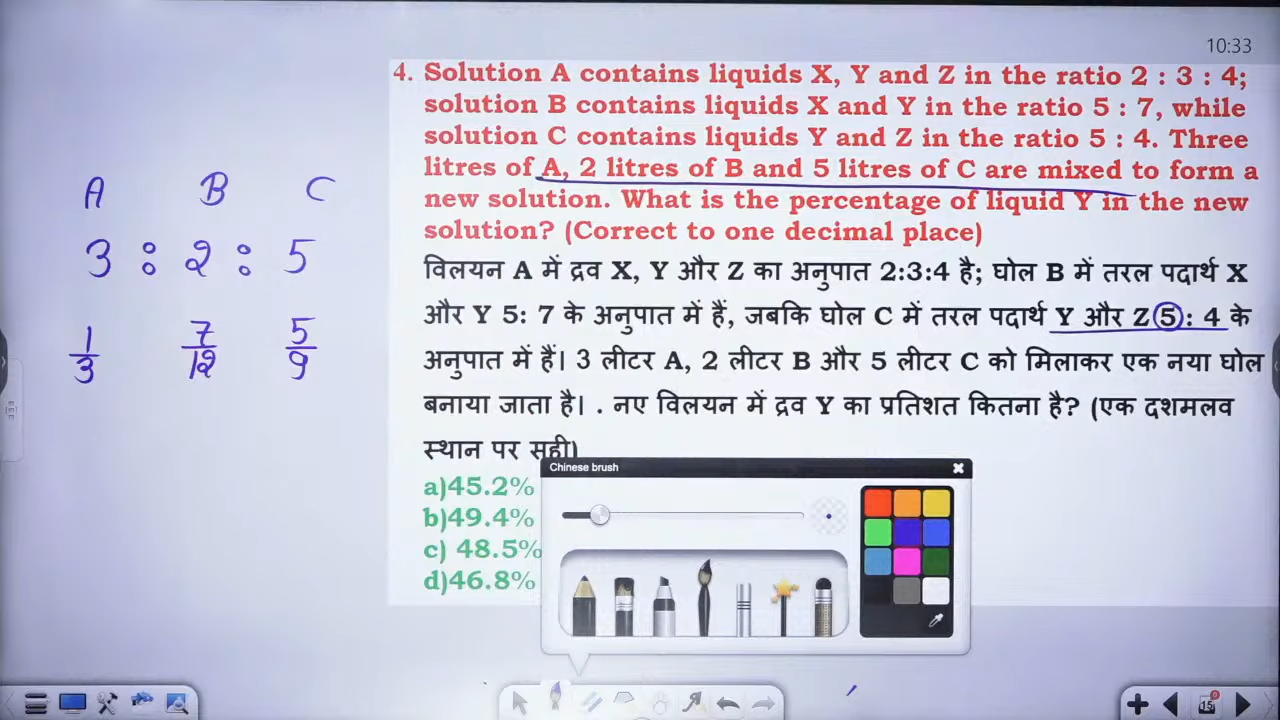 10:33
4. Solution A contains liquids X, Y and Z in the ratio 2 : 3 : 4;
solution B contains liquids X and Y in the ratio 5 : 7, while
solution C contains liquids Y and Z in the ratio 5 : 4. Three
litres of A, 2 litres of B and 5 litres of C are mixed to form a
new solution. What is the percentage of liquid Y in the new
solution? (Correct to one decimal place)
विलयन A में द्रव X, Y और Z का अनुपात 2:3:4 है; घोल B में तरल पदार्थ X
और Y 5: 7 के अनुपात में हैं, जबकि घोल C में तरल पदार्थ Y और Z 5: 4 के
अनुपात में हैं। 3 लीटर A, 2 लीटर B और 5 लीटर C को मिलाकर एक नया घोल
बनाया जाता है। . नए विलयन में द्रव Y का प्रतिशत कितना है? (एक दशमलव
स्थान पर सही)
a)45.2%
b)49.4%
c) 48.5%
d)46.8%
A B C
3 : 2 : 5
1/3 7/12 5/9
Chinese brush
15